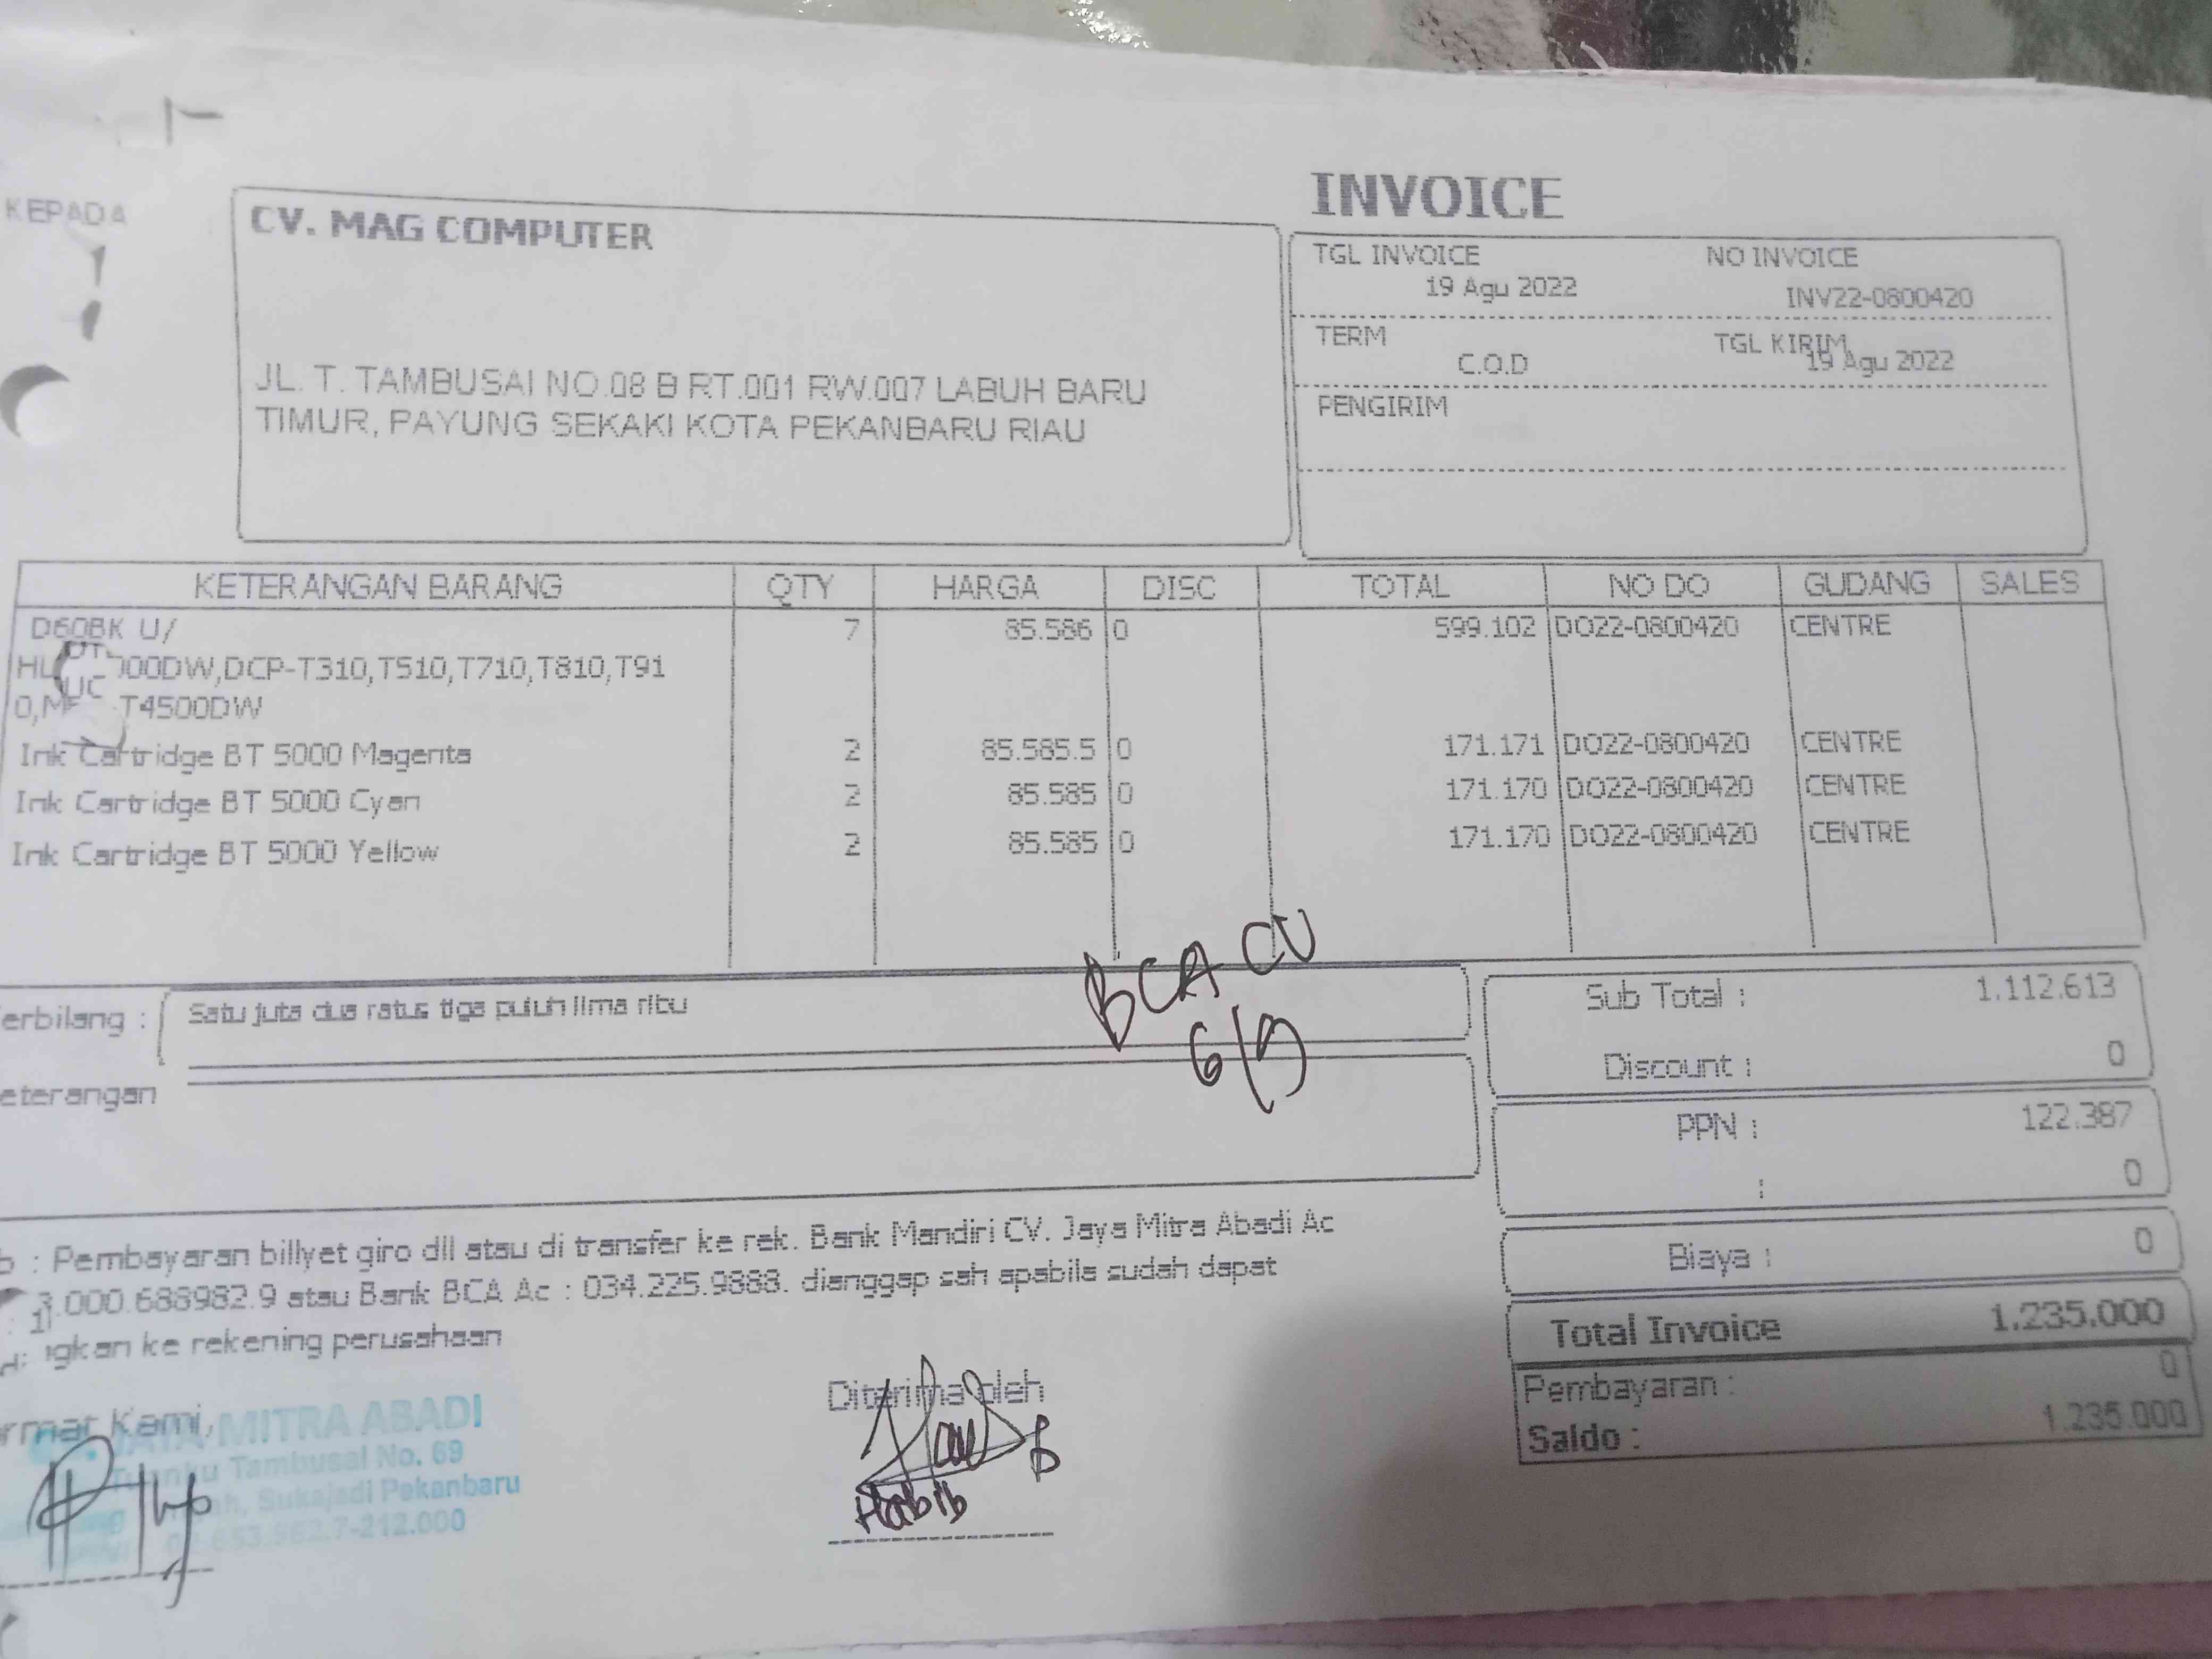 KEPADA
CV. MAG COMPUTER
JL. T. TAMBUSAI NO.08 B RT.001 RW.007 LABUH BARU
TIMUR, PAYUNG SEKAKI KOTA PEKANBARU RIAU
INVOICE
TGL INVOICE NO INVOICE
19 Agu 2022 INV22-0800420
TERM TGL KIRIM
C.O.D 19 Agu 2022
PENGIRIM
KETERANGAN BARANG QTY HARGA DISC TOTAL NO DO GUDANG SALES
D60BK U/ 7 85.586 0 599.102 DO22-0800420 CENTRE
00DW,DCP-T310,T510,T710,T810,T91
T4500DW
Ink Cartridge BT 5000 Magenta 2 85.585.5 0 171.171 DO22-0800420 CENTRE
Ink Cartridge BT 5000 Cyan 2 85.585 0 171.170 DO22-0800420 CENTRE
Ink Cartridge BT 5000 Yellow 2 85.585 0 171.170 DO22-0800420 CENTRE
BCA CV
6/9
erbilang : Satu juta dua ratus tiga puluh lima ribu
eterangan
Sub Total : 1.112.613
Discount : 0
PPN : 122.387
: 0
Biaya : 0
Total Invoice 1.235.000
Pembayaran : 0
Saldo : 1.235.000
b : Pembayaran billyet giro dll atau di transfer ke rek. Bank Mandiri CV. Jaya Mitra Abadi Ac
.000.688982.9 atau Bank BCA Ac : 034.225.9888. dianggap sah apabila sudah dapat
gkan ke rekening perusahaan
rmat Kami,
JAYA MITRA ABADI
Tuanku Tambusai No. 69
Sukajadi Pekanbaru
Diterima oleh
Habib